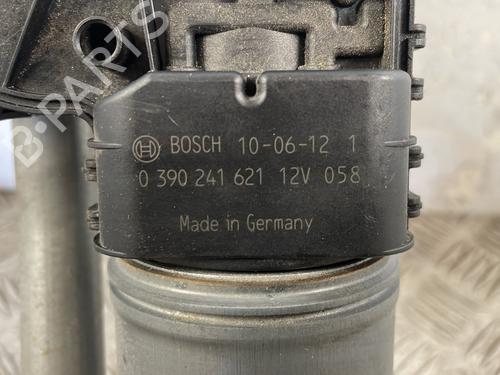 B-PARTS
BOSCH 10-06-12 1
0 390 241 621 12V 058
Made in Germany